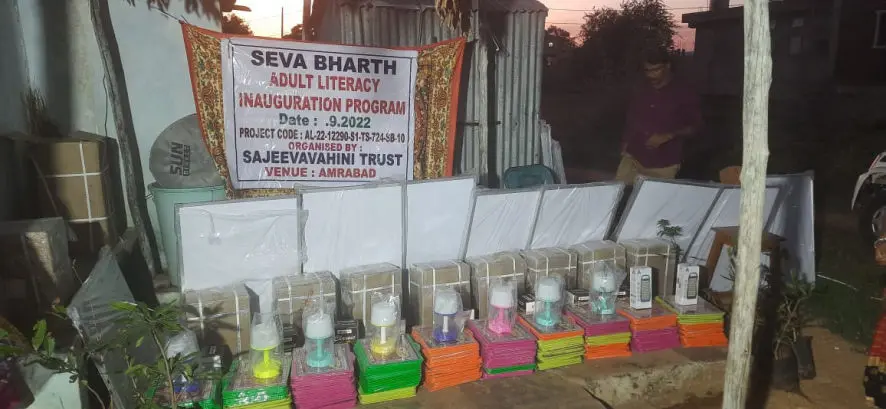 SEVA BHARTH
ADULT LITERACY
INAUGURATION PROGRAM
Date : .9.2022
PROJECT CODE : AL-22-12290-S1-TS-724-SB-10
ORGANISED BY :
SAJEEVAVAHINI TRUST
VENUE : AMRABAD
SUN